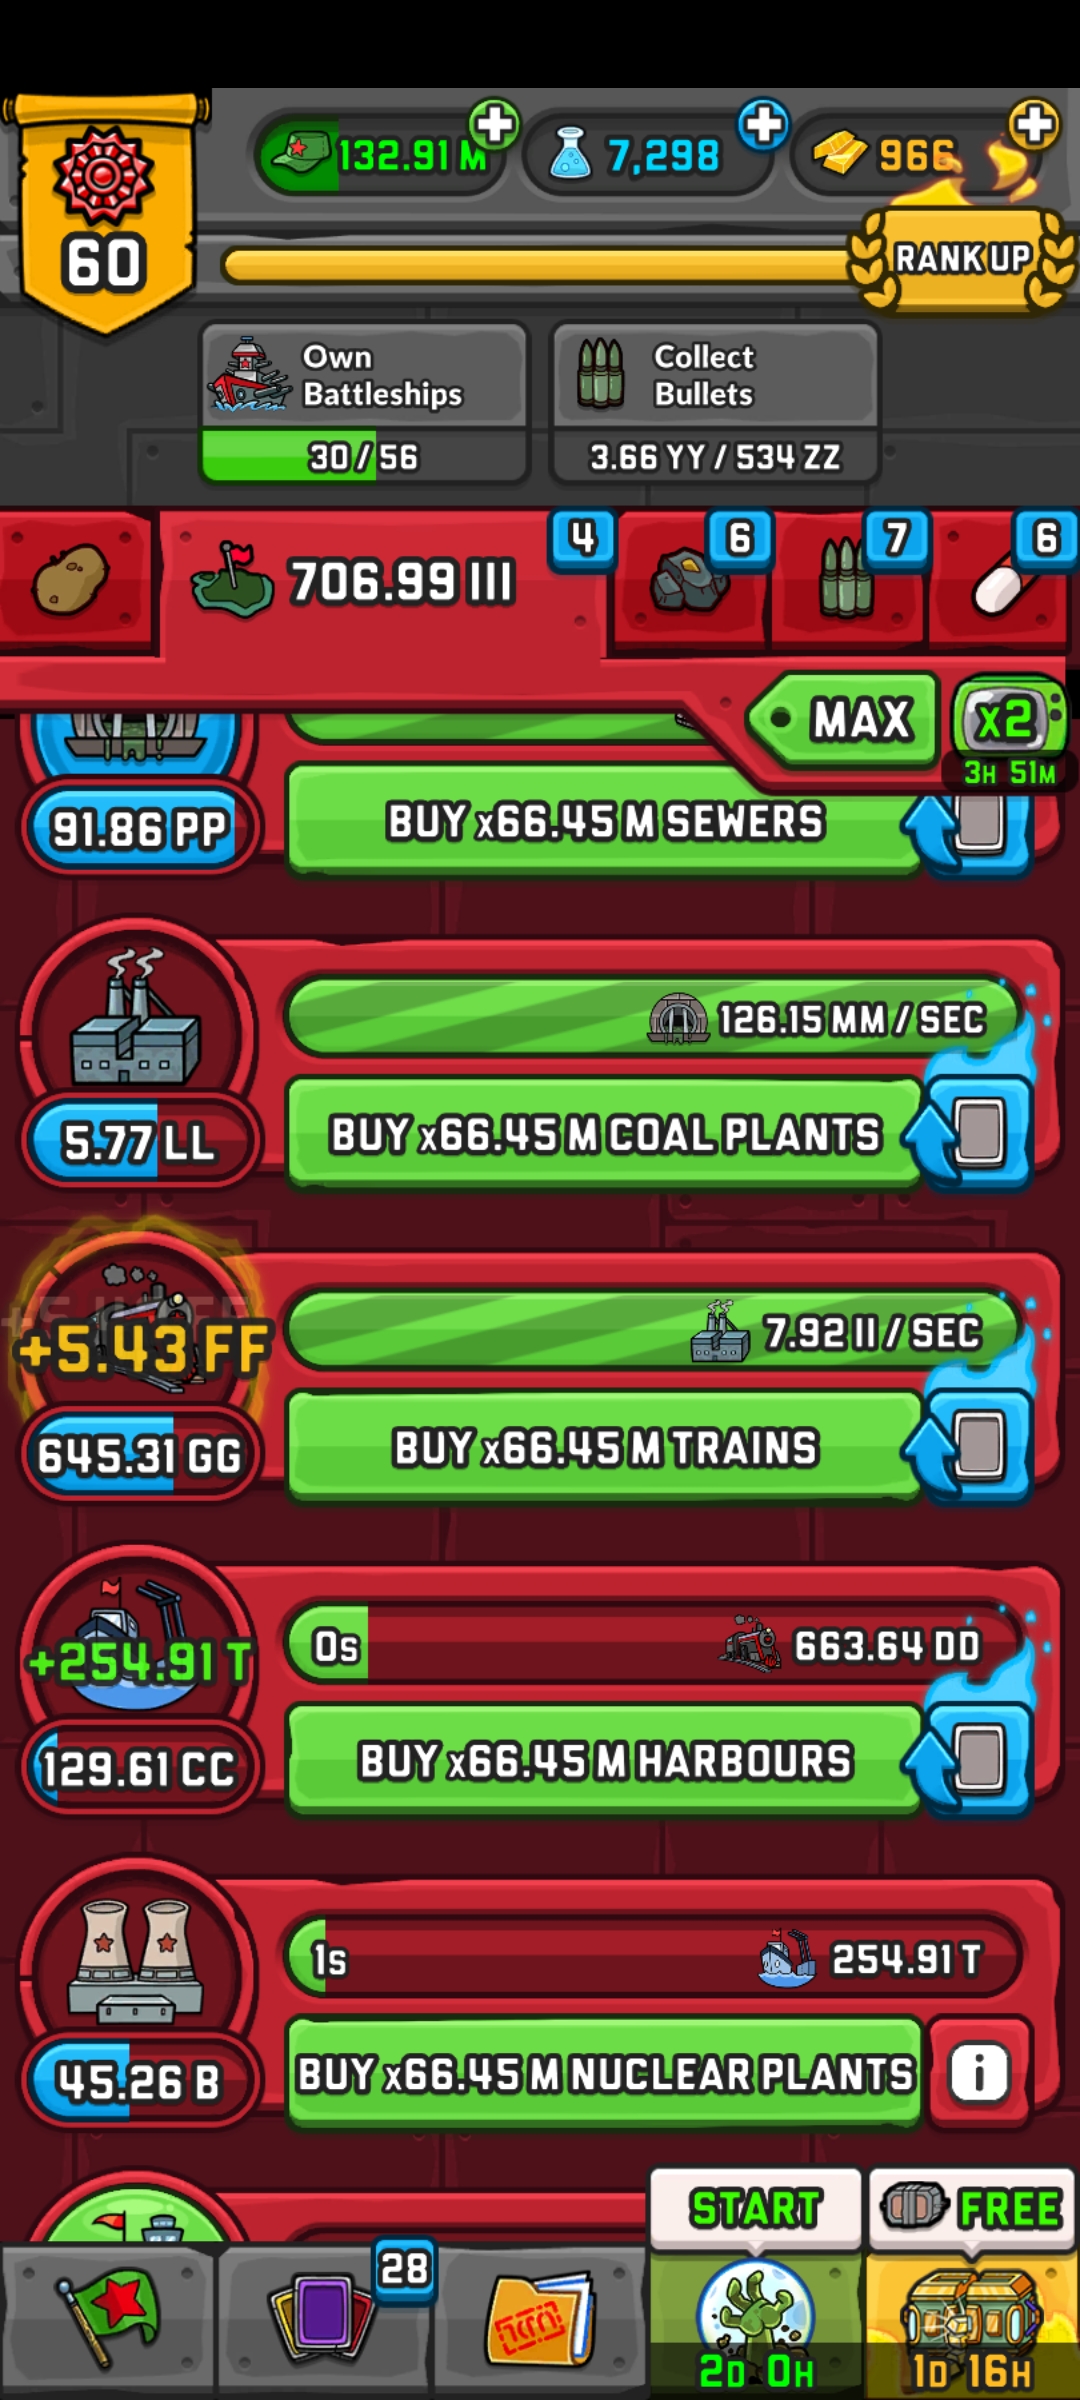 60
132.91 M
7,298
966
RANK UP
Own
Battleships
30 / 56
Collect
Bullets
3.66 YY / 534 ZZ
706.99 III
4
6
7
6
MAX
x2
3H 51M
91.86 PP
BUY x66.45 M SEWERS
126.15 MM / SEC
5.77 LL
BUY x66.45 M COAL PLANTS
+5.43 FF
7.92 II / SEC
645.31 GG
BUY x66.45 M TRAINS
+254.91 T
0s
663.64 DD
129.61 CC
BUY x66.45 M HARBOURS
1s
254.91 T
45.26 B
BUY x66.45 M NUCLEAR PLANTS
i
START
FREE
28
2D 0H
1D 16H